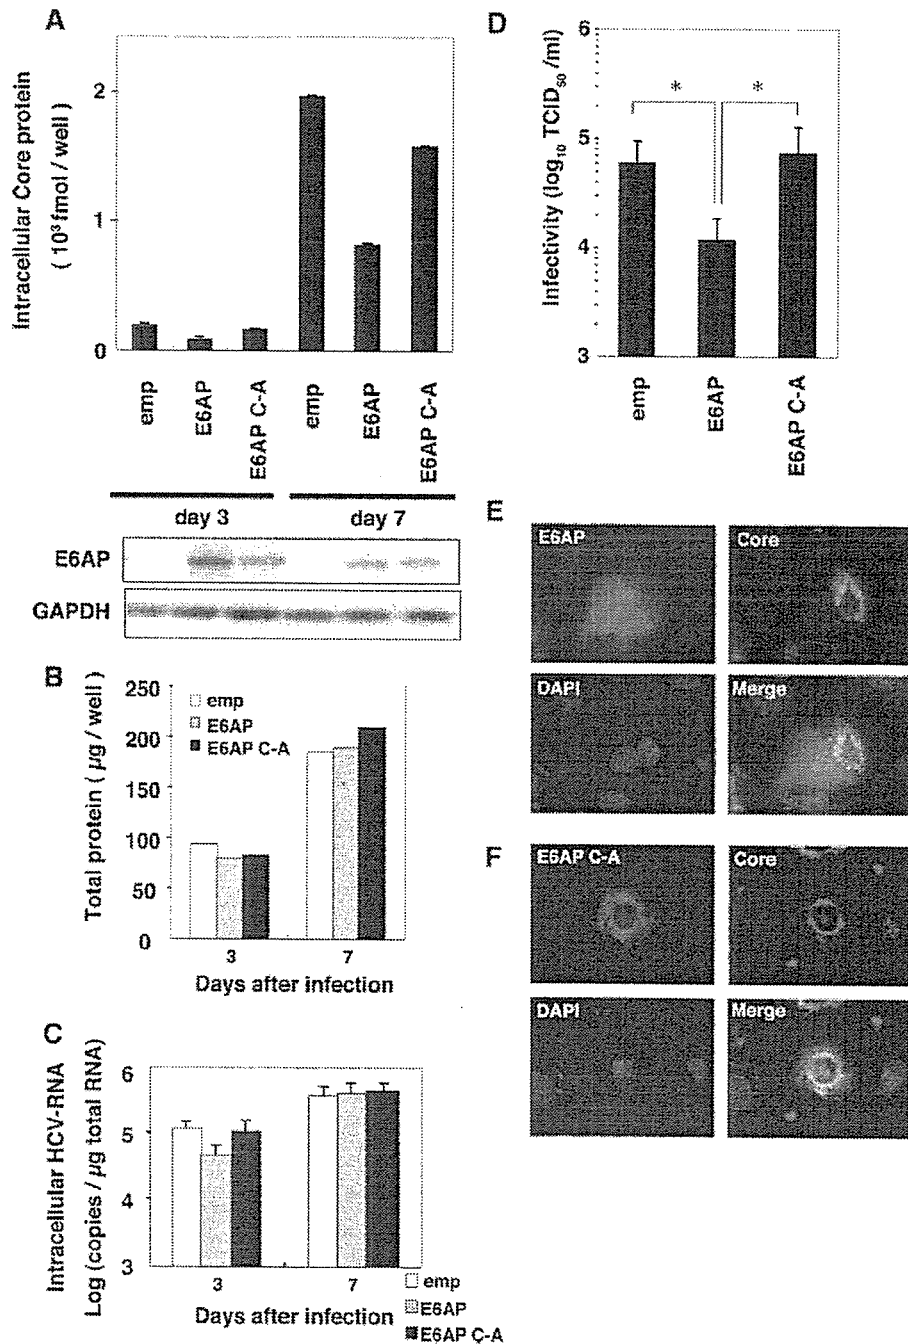 A
Intracellular Core protein
( 10³ fmol / well )
2
1
0
emp
E6AP
E6AP C-A
emp
E6AP
E6AP C-A
day 3
day 7
E6AP
GAPDH
B
Total protein ( µg / well )
250
200
150
100
50
0
emp
E6AP
E6AP C-A
3
7
Days after infection
C
Intracellular HCV-RNA
Log (copies / µg total RNA)
6
5
4
3
3
7
Days after infection
emp
E6AP
E6AP C-A
D
Infectivity (log₁₀ TCID₅₀ /ml)
6
5
4
3
*
*
emp
E6AP
E6AP C-A
E
E6AP
Core
DAPI
Merge
F
E6AP C-A
Core
DAPI
Merge